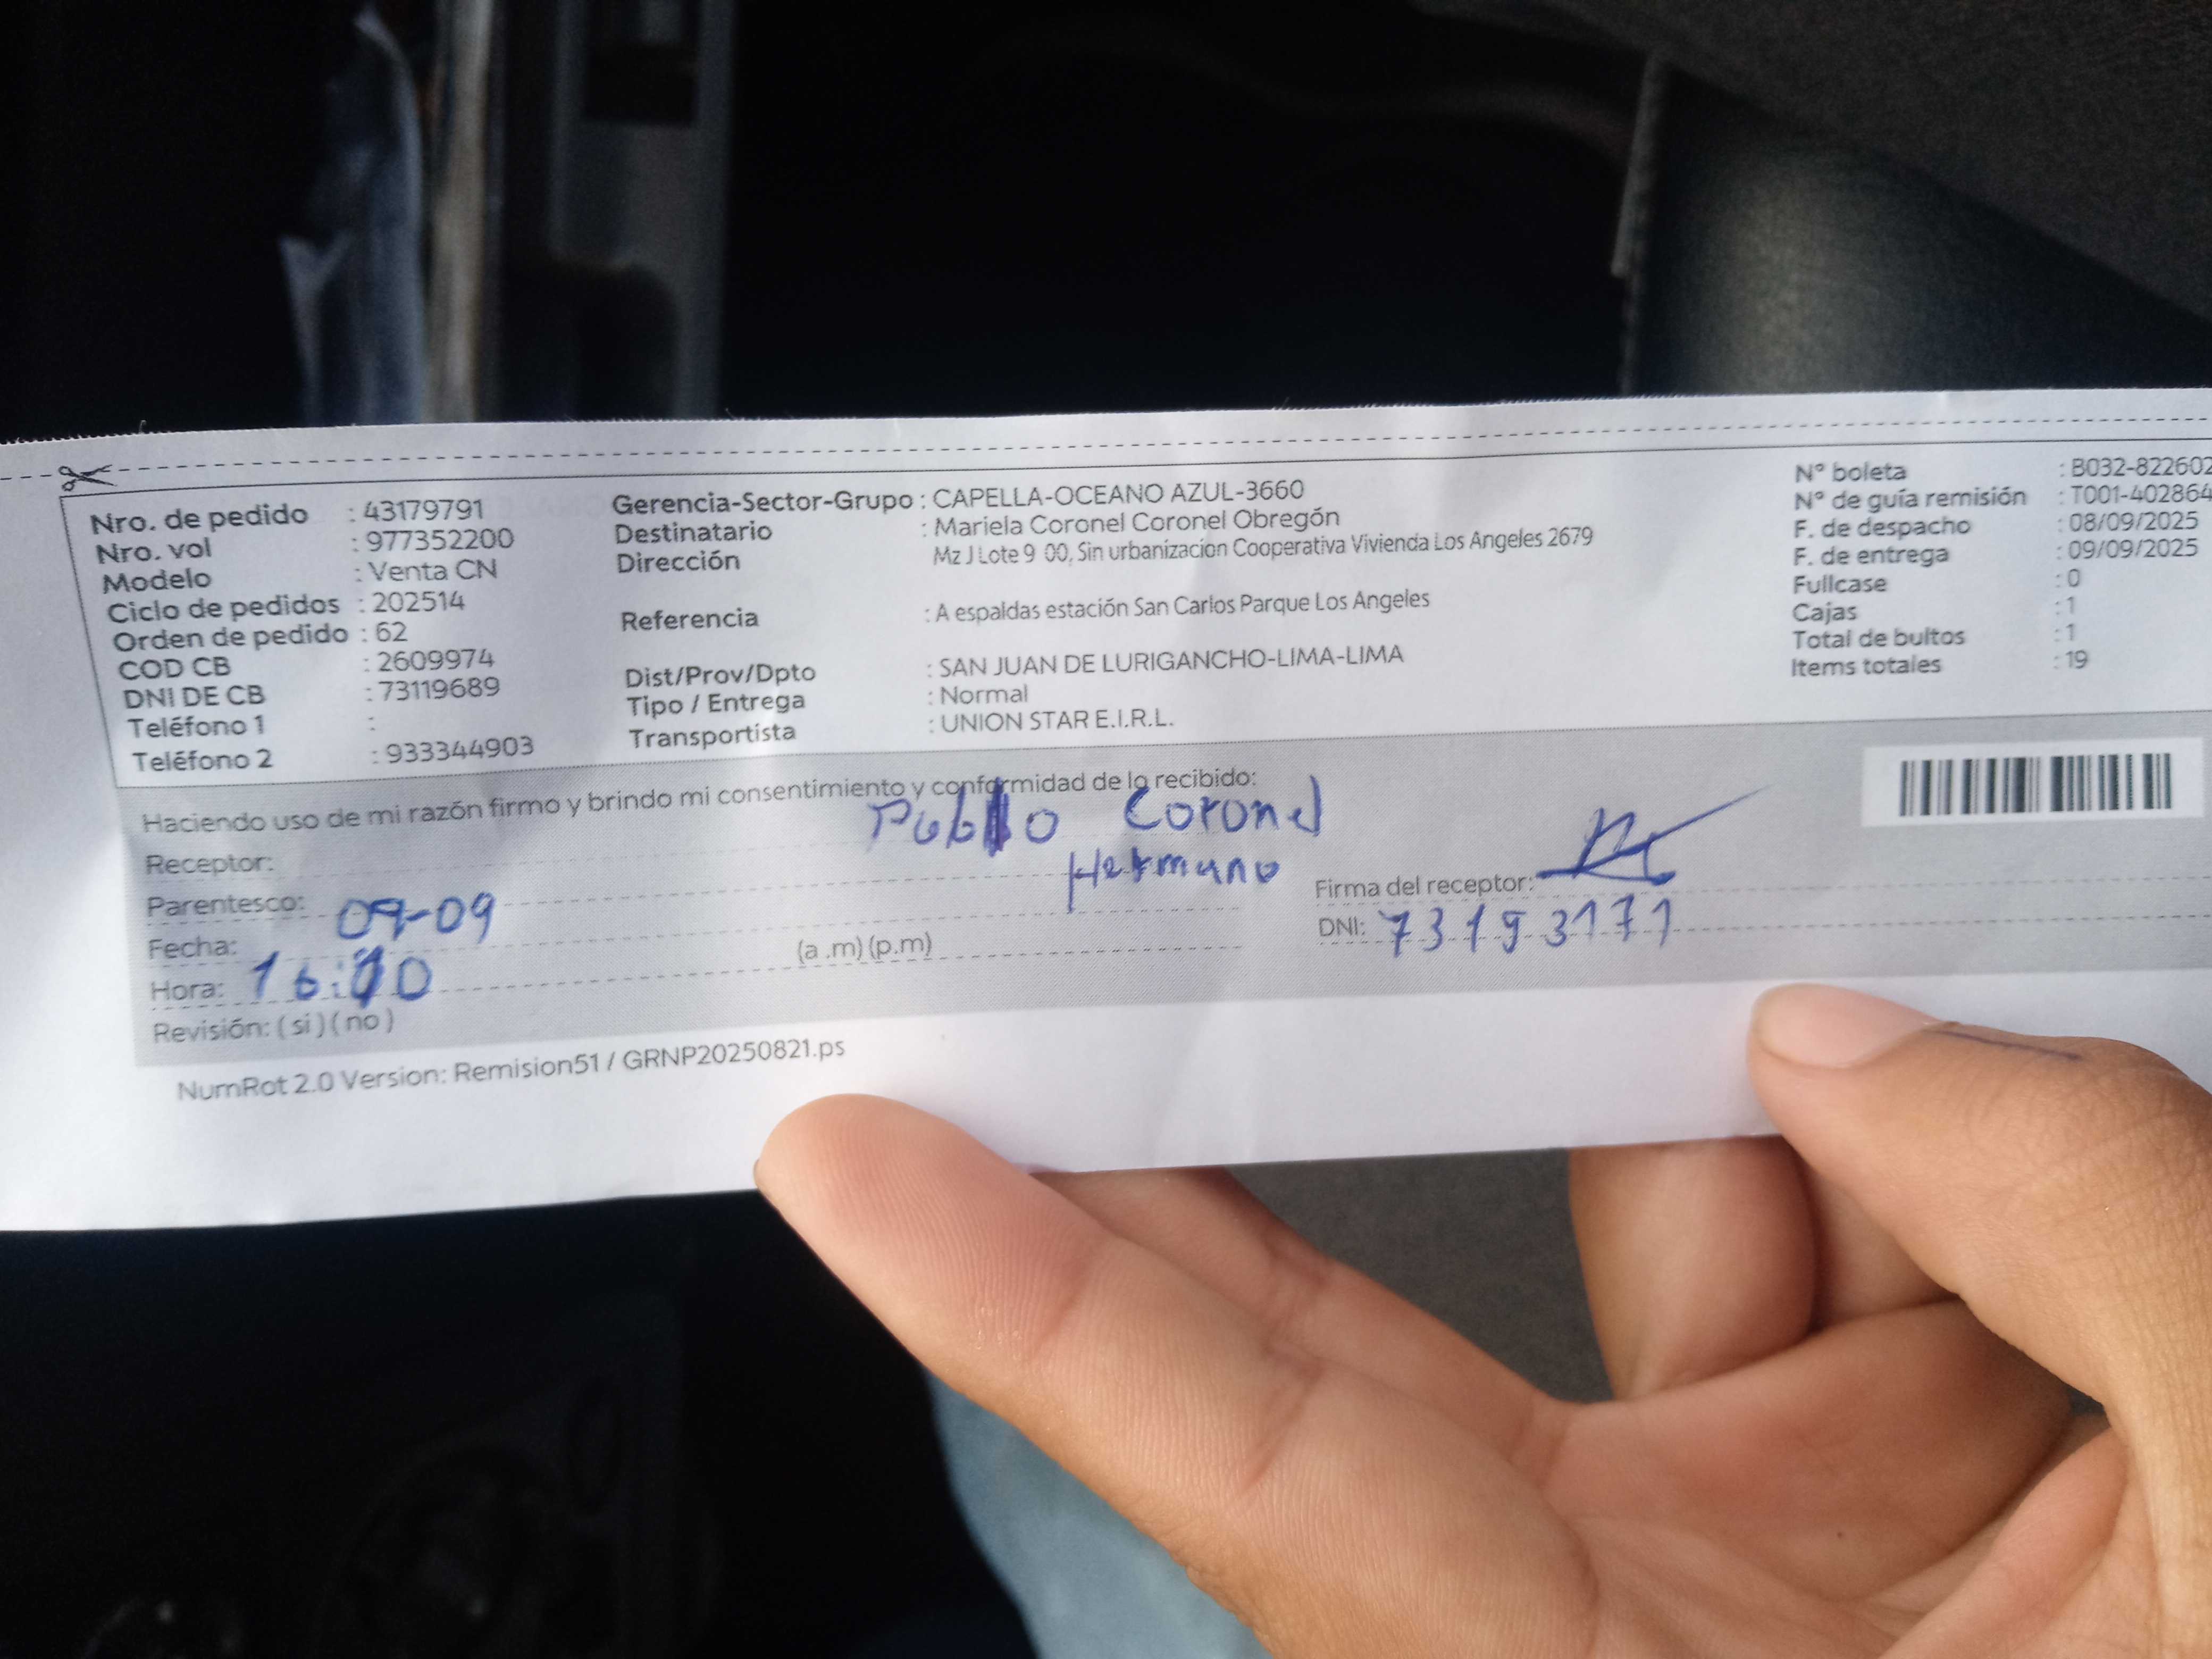 Nro. de pedido : 43179791
Nro. vol : 977352200
Modelo : Venta CN
Ciclo de pedidos : 202514
Orden de pedido : 62
COD CB : 2609974
DNI DE CB : 73119689
Teléfono 1 :
Teléfono 2 : 933344903
Gerencia-Sector-Grupo : CAPELLA-OCEANO AZUL-3660
Destinatario : Mariela Coronel Coronel Obregón
Dirección Mz J Lote 9 00, Sin urbanizacion Cooperativa Vivienda Los Angeles 2679
Referencia : A espaldas estación San Carlos Parque Los Angeles
Dist/Prov/Dpto : SAN JUAN DE LURIGANCHO-LIMA-LIMA
Tipo / Entrega : Normal
Transportista : UNION STAR E.I.R.L.
N° boleta : B032-822602
N° de guía remisión : T001-402864
F. de despacho : 08/09/2025
F. de entrega : 09/09/2025
Fullcase : 0
Cajas : 1
Total de bultos : 1
Items totales : 19
Haciendo uso de mi razón firmo y brindo mi consentimiento y conformidad de lo recibido:
Receptor: Pablo Coronel
Parentesco: Hermano
Fecha: 09-09
Hora: (a .m) (p.m)
Revisión: ( si ) ( no )
Firma del receptor:
DNI: 73193171
NumRot 2.0 Version: Remision51 / GRNP20250821.ps